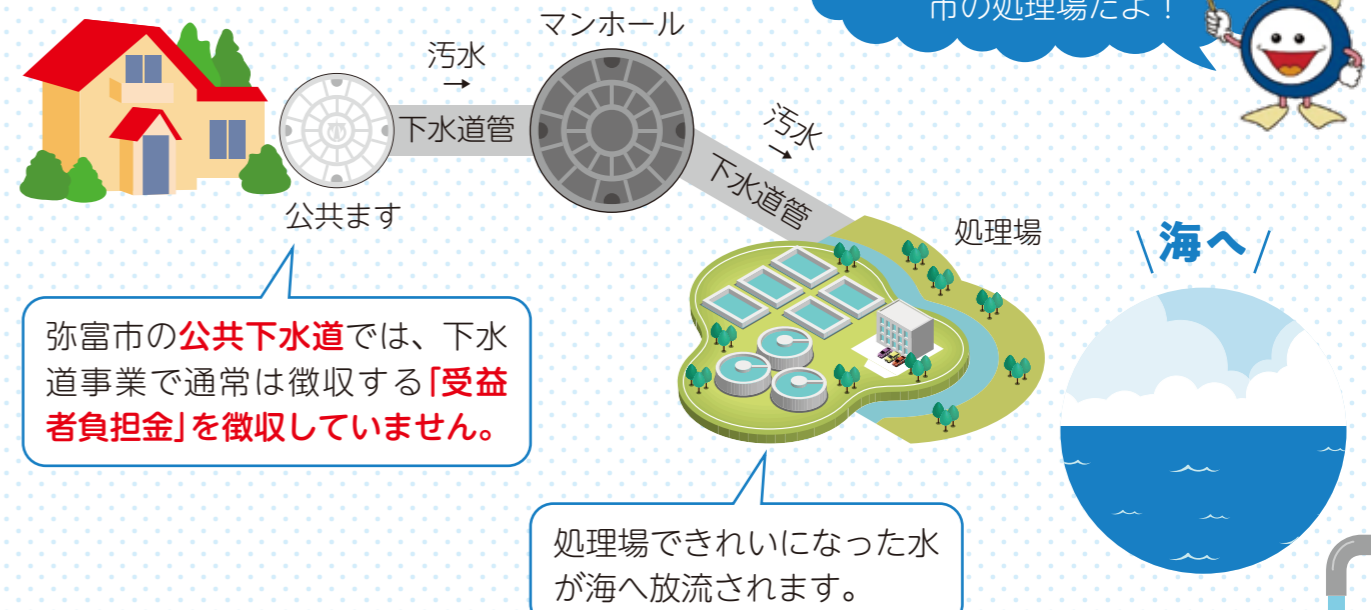 市の処理場だよ！
マンホール
汚水
→
下水道管
汚水
→
下水道管
公共ます
処理場
海へ
弥富市の公共下水道では、下水
道事業で通常は徴収する「受益
者負担金」を徴収していません。
処理場できれいになった水
が海へ放流されます。